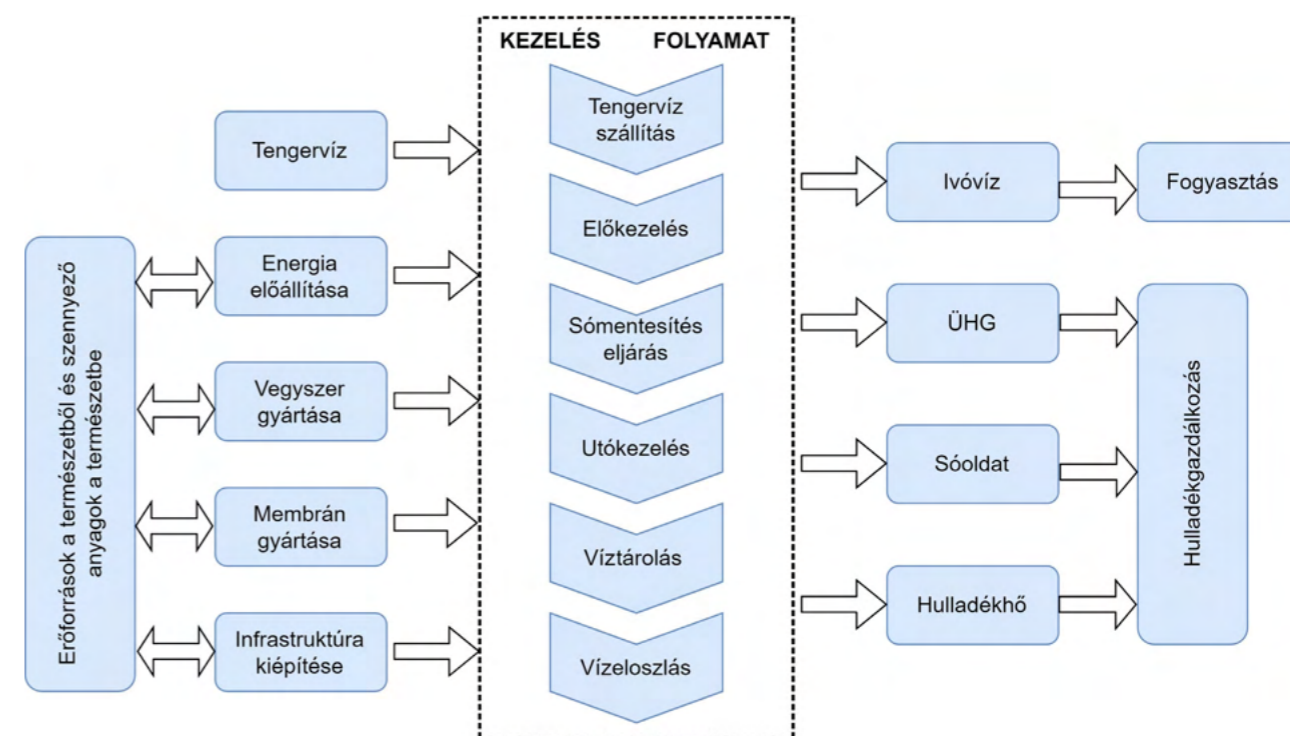 Erőforrások a természetből és szennyező
anyagok a természetbe
Tengervíz
Energia
előállítása
Vegyszer
gyártása
Membrán
gyártása
Infrastruktúra
kiépítése
KEZELÉS FOLYAMAT
Tengervíz
szállítás
Előkezelés
Sómentesítés
eljárás
Utókezelés
Víztárolás
Vízeloszlás
Ivóvíz
Fogyasztás
ÜHG
Sóoldat
Hulladékhő
Hulladékgazdálkozás